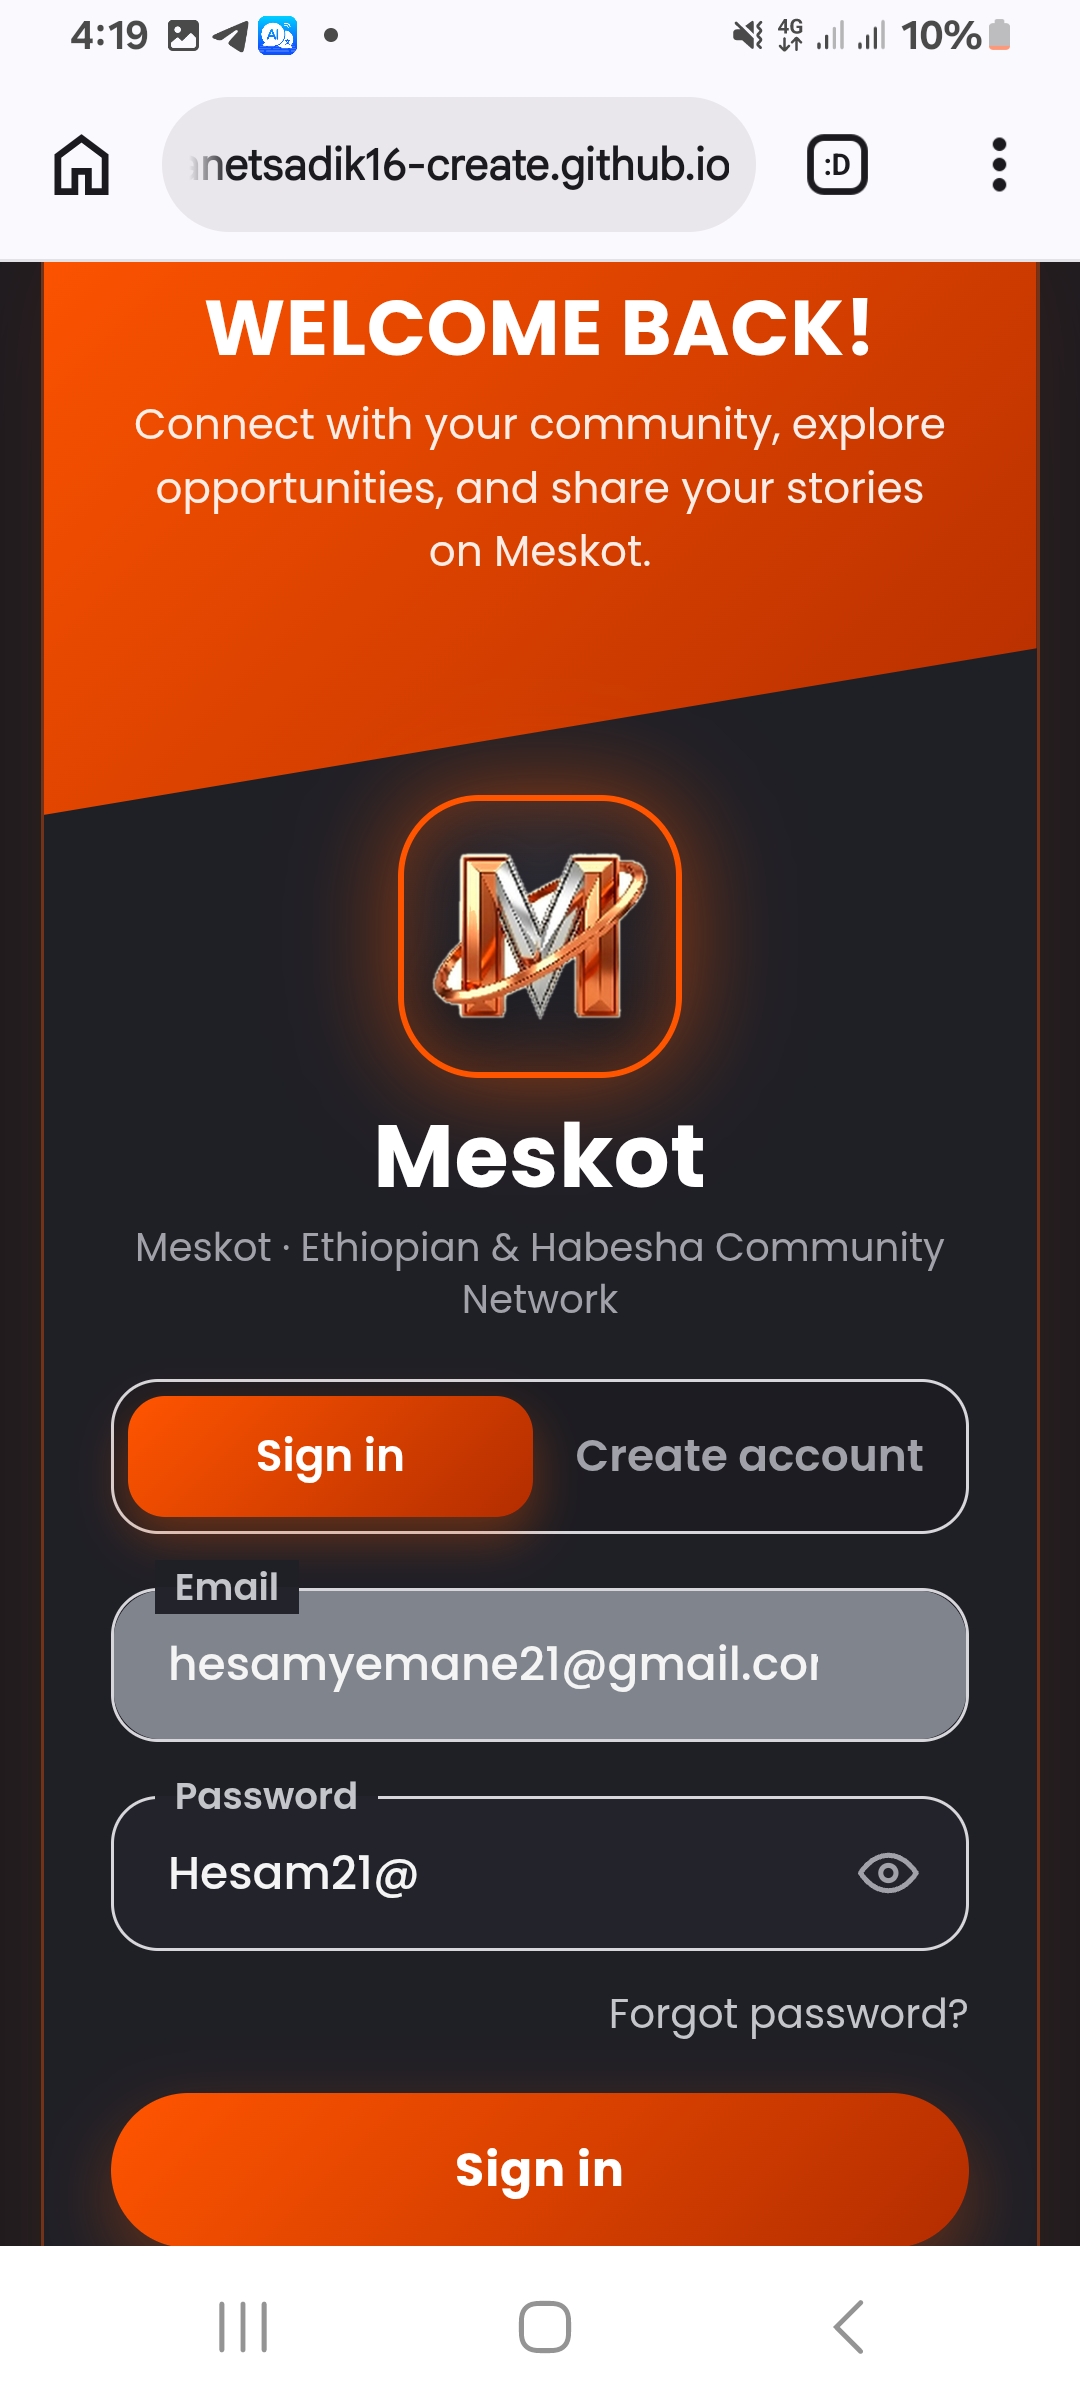 4:19
4G
10%
netsadik16-create.github.io
:D
WELCOME BACK!
Connect with your community, explore
opportunities, and share your stories
on Meskot.
M
Meskot
Meskot · Ethiopian & Habesha Community
Network
Sign in
Create account
Email
hesamyemane21@gmail.co
Password
Hesam21@
Forgot password?
Sign in